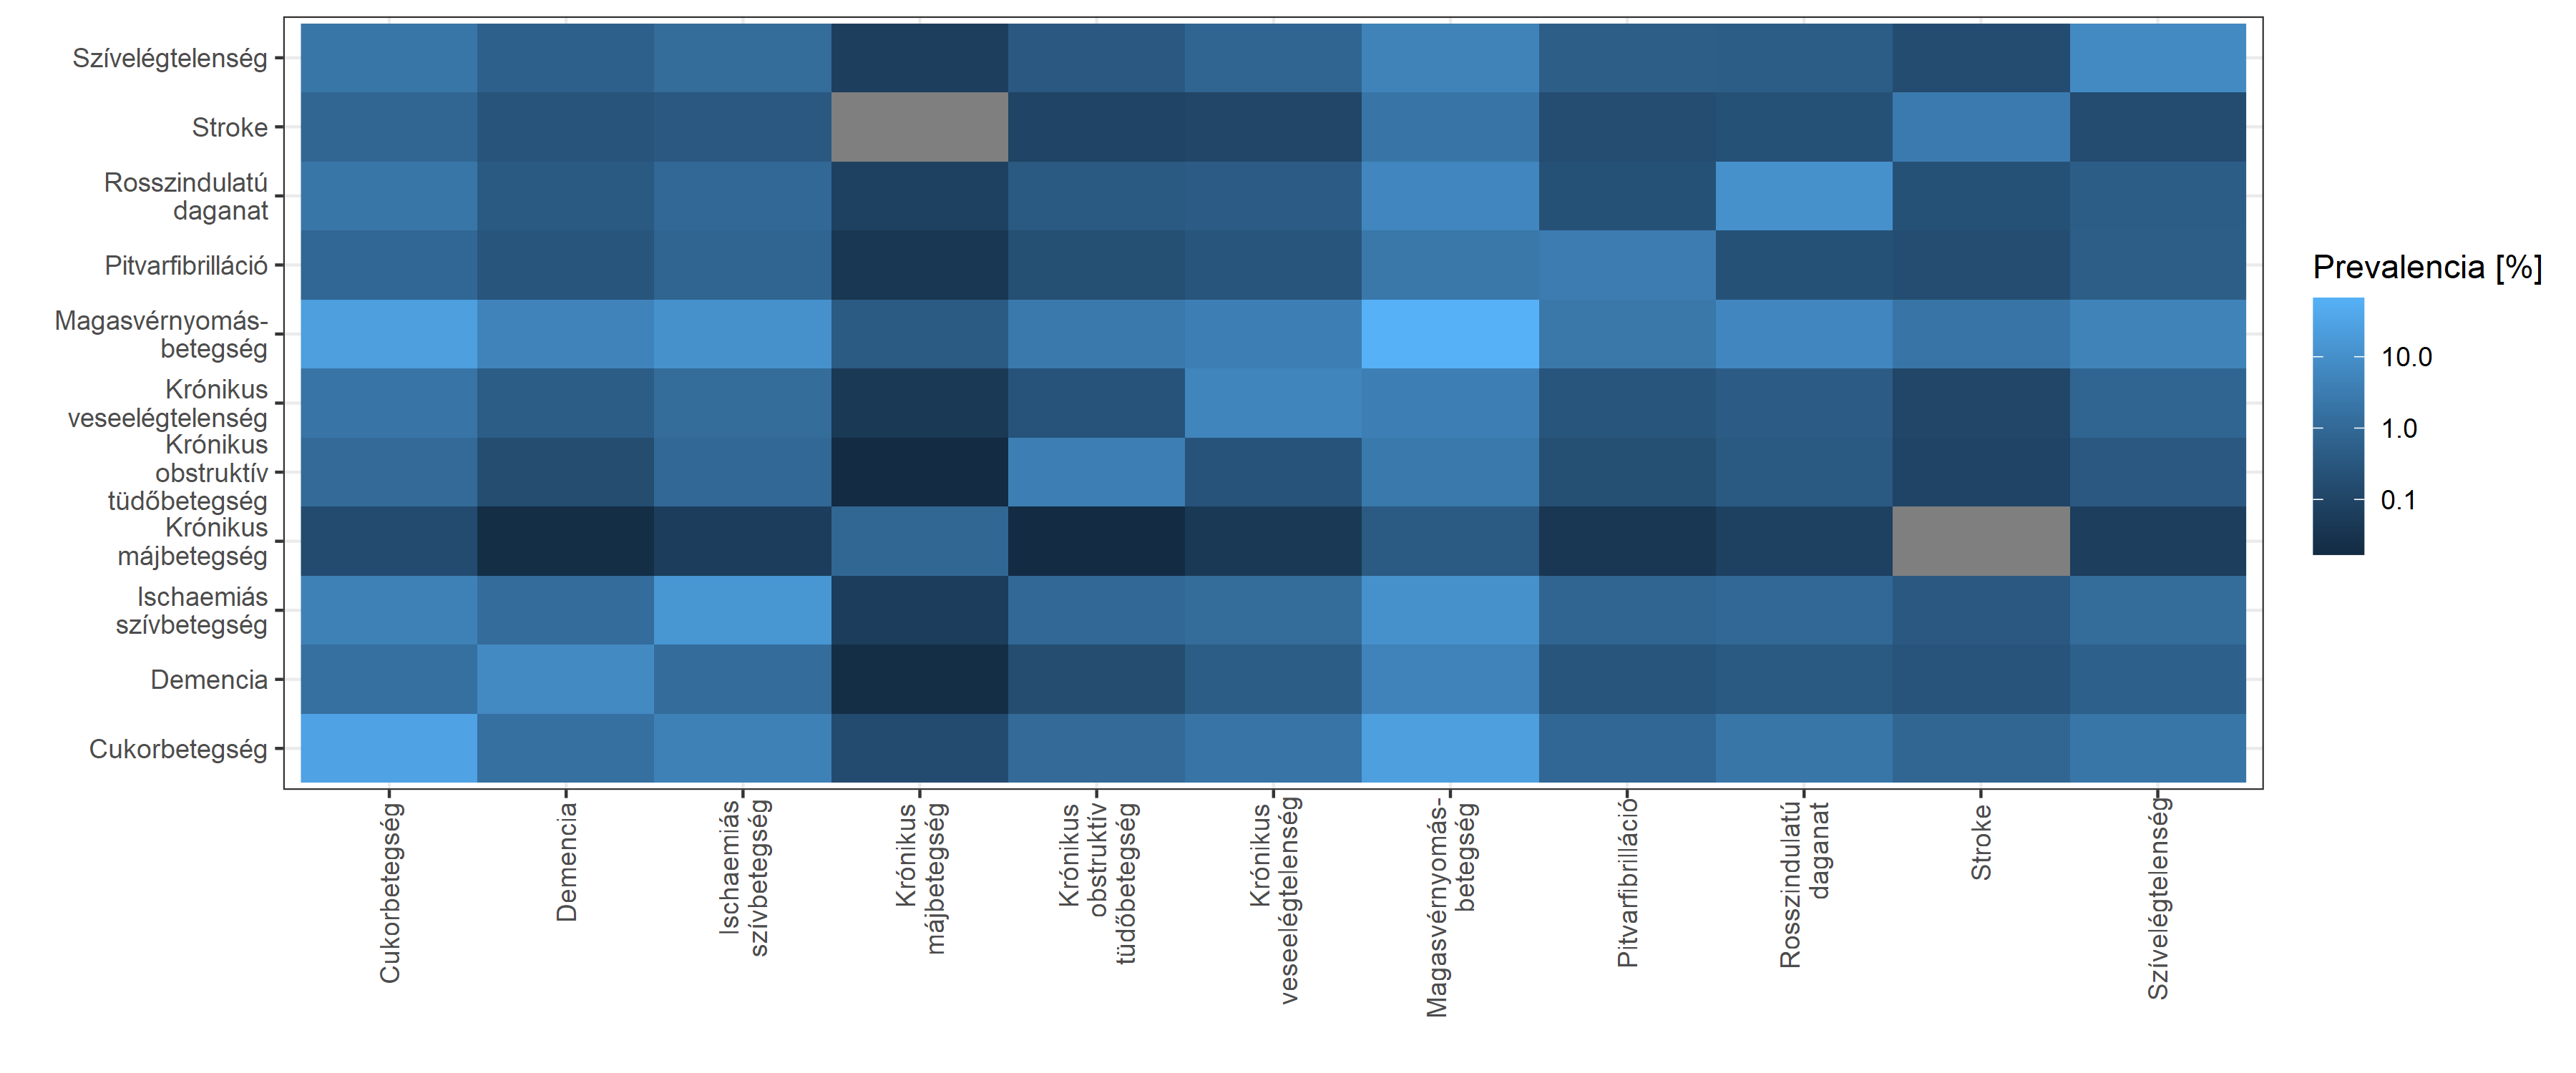 Szívelégtelenség
Stroke
Rosszindulatú
daganat
Pitvarfibrilláció
Magasvérnyomás-
betegség
Krónikus
veseelégtelenség
Krónikus
obstruktív
tüdőbetegség
Krónikus
májbetegség
Ischaemiás
szívbetegség
Demencia
Cukorbetegség
Cukorbetegség
Demencia
Ischaemiás
szívbetegség
Krónikus
májbetegség
Krónikus
obstruktív
tüdőbetegség
Krónikus
veseelégtelenség
Magasvérnyomás-
betegség
Pitvarfibrilláció
Rosszindulatú
daganat
Stroke
Szívelégtelenség
Prevalencia [%]
10.0
1.0
0.1